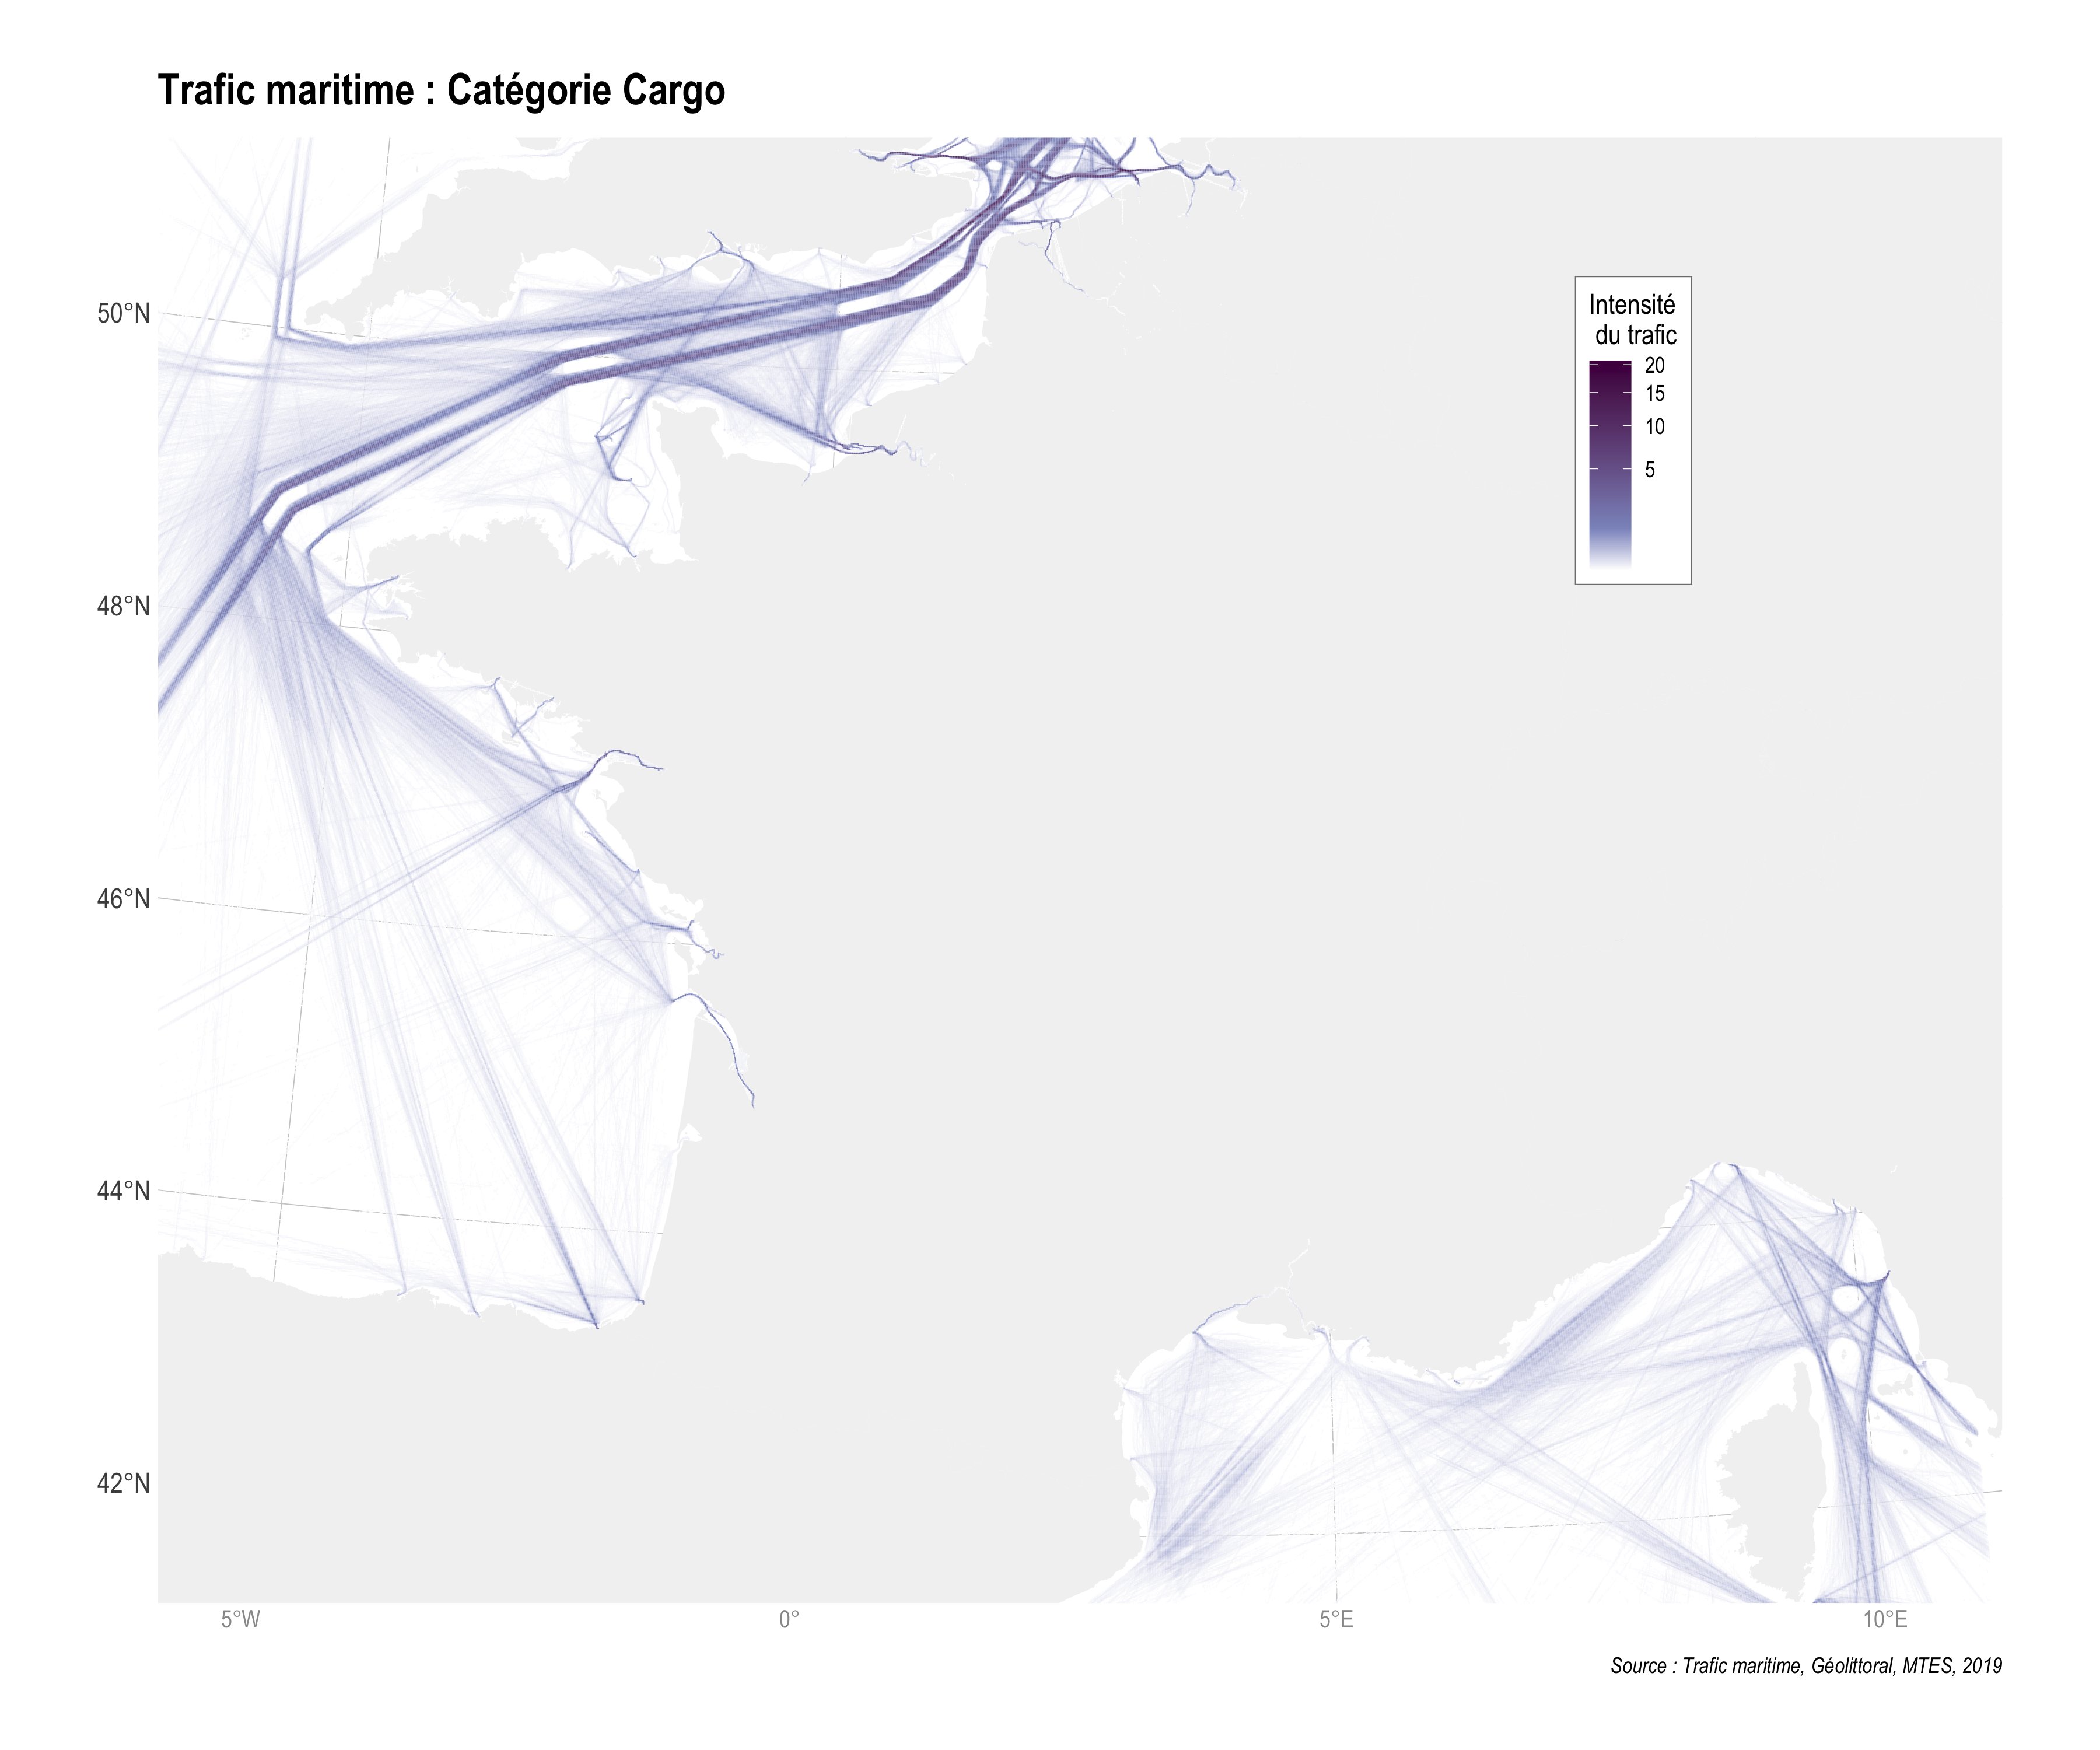 Trafic maritime : Catégorie Cargo
50°N
48°N
46°N
44°N
42°N
Intensité
du trafic
20
15
10
5
5°W
0°
5°E
10°E
Source : Trafic maritime, Géolittoral, MTES, 2019